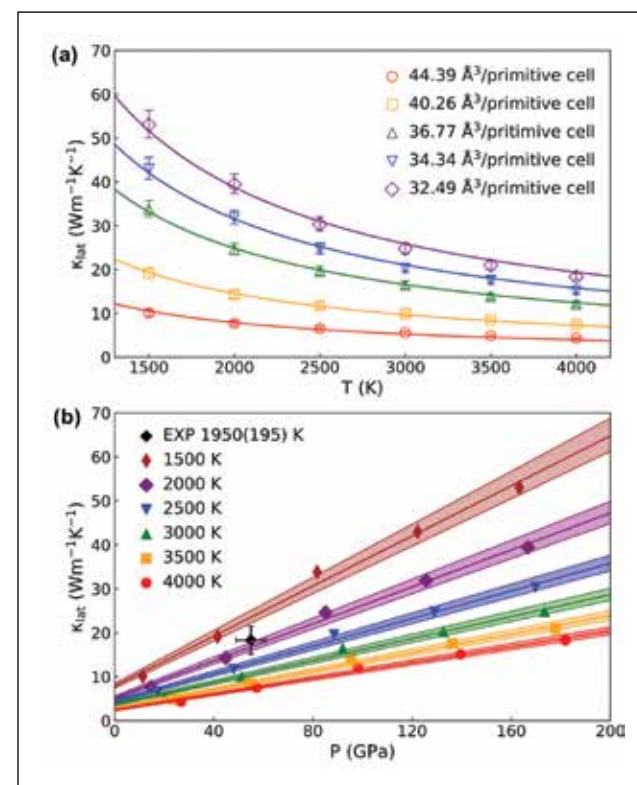 (a)
70
60
50
40
30
20
10
0
κlat (Wm⁻¹K⁻¹)
44.39 Å³/primitive cell
40.26 Å³/primitive cell
36.77 Å³/pritimive cell
34.34 Å³/primitive cell
32.49 Å³/primitive cell
1500 2000 2500 3000 3500 4000
T (K)
(b)
70
60
50
40
30
20
10
0
κlat (Wm⁻¹K⁻¹)
EXP 1950(195) K
1500 K
2000 K
2500 K
3000 K
3500 K
4000 K
0 40 80 120 160 200
P (GPa)